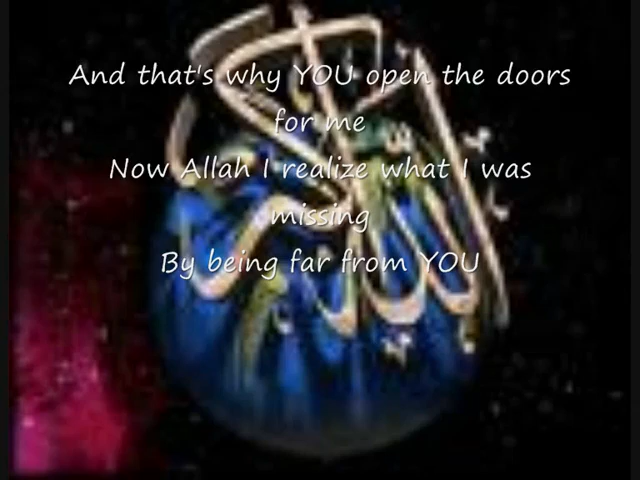 And that's why YOU open the doors
for me
Now Allah I realize what I was
missing
By being far from YOU